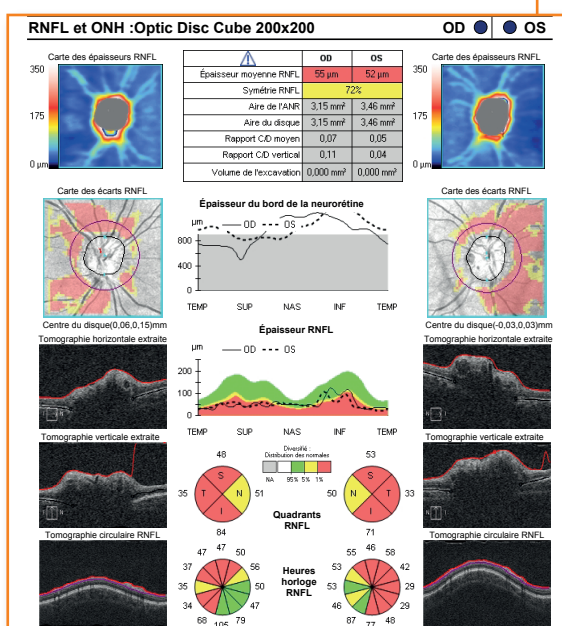 RNFL et ONH :Optic Disc Cube 200x200 OD OS
Carte des épaisseurs RNFL
350
175
0 µm
OD OS
Épaisseur moyenne RNFL 55 µm 52 µm
Symétrie RNFL 72%
Aire de l'ANR 3,15 mm² 3,46 mm²
Aire du disque 3,15 mm² 3,46 mm²
Rapport C/D moyen 0,07 0,05
Rapport C/D vertical 0,11 0,04
Volume de l'excavation 0,000 mm³ 0,000 mm³
Carte des épaisseurs RNFL
350
175
0 µm
Carte des écarts RNFL
Centre du disque(0,06,0,15)mm
Épaisseur du bord de la neurorétine
µm OD OS
800
400
0
TEMP SUP NAS INF TEMP
Carte des écarts RNFL
Centre du disque(-0,03,0,03)mm
Tomographie horizontale extraite
Épaisseur RNFL
µm OD OS
200
100
0
TEMP SUP NAS INF TEMP
Tomographie horizontale extraite
Tomographie verticale extraite
Diversifié :
Distribution des normales
NA 95% 5% 1%
Tomographie verticale extraite
48
35 S T N I 51
84
Quadrants
RNFL
53
50 S N T I 33
71
Tomographie circulaire RNFL
47 47 50
37 56
35 50
34 47
68 105 79
Heures
horloge
RNFL
55 46 58
53 42
53 29
46 29
87 77 48
Tomographie circulaire RNFL